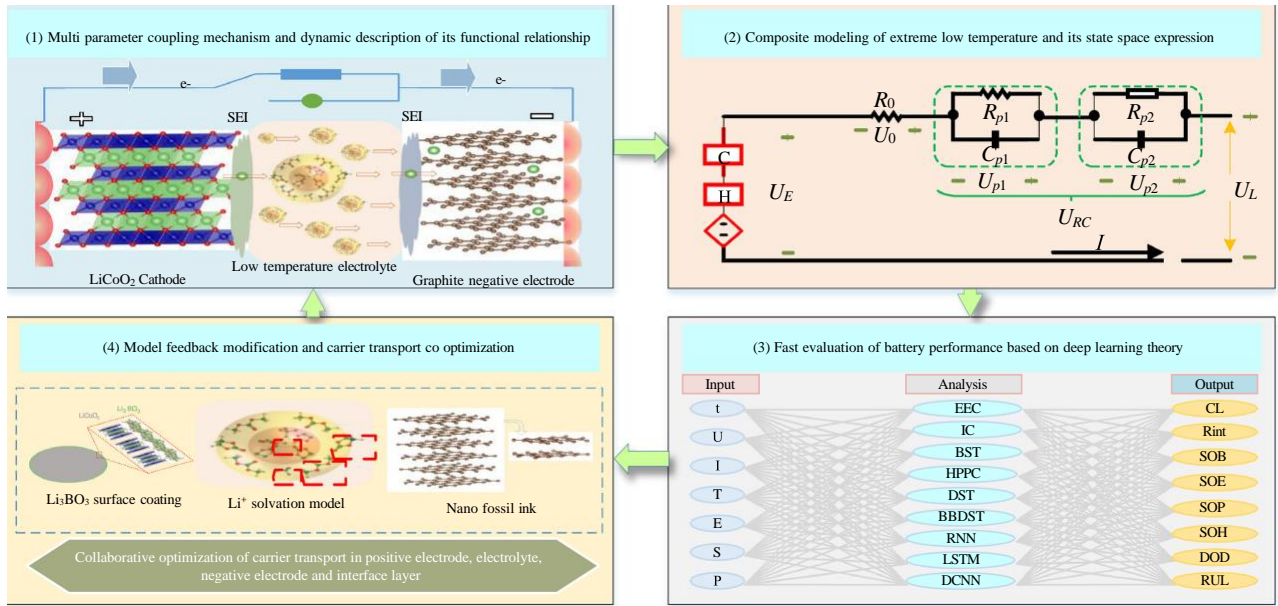 (1) Multi parameter coupling mechanism and dynamic description of its functional relationship
e-
e-
SEI
SEI
Low temperature electrolyte
LiCoO₂ Cathode
Graphite negative electrode
(2) Composite modeling of extreme low temperature and its state space expression
R₀
U₀
Rp1
Cp1
Up1
Rp2
Cp2
Up2
C
H
UE
URC
UL
I
(3) Fast evaluation of battery performance based on deep learning theory
Input
Analysis
Output
t
U
I
T
E
S
P
EEC
IC
BST
HPPC
DST
BBDST
RNN
LSTM
DCNN
CL
Rint
SOB
SOE
SOP
SOH
DOD
RUL
(4) Model feedback modification and carrier transport co optimization
Li₃BO₃ surface coating
Li⁺ solvation model
Nano fossil ink
Collaborative optimization of carrier transport in positive electrode, electrolyte,
negative electrode and interface layer